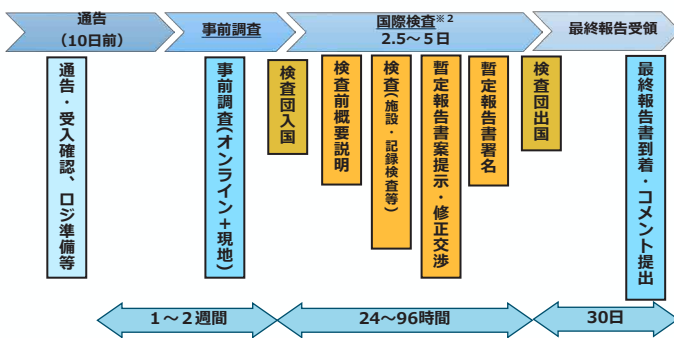 通告
（10日前）
事前調査
国際検査※2
2.5～5日
最終報告受領
通告・受入確認、ロジ準備等
事前調査(オンライン＋現地)
検査団入国
検査前概要説明
検査(施設・記録検査等)
暫定報告書案提示・修正交渉
暫定報告書署名
検査団出国
最終報告書到着・コメント提出
1～2週間
24～96時間
30日